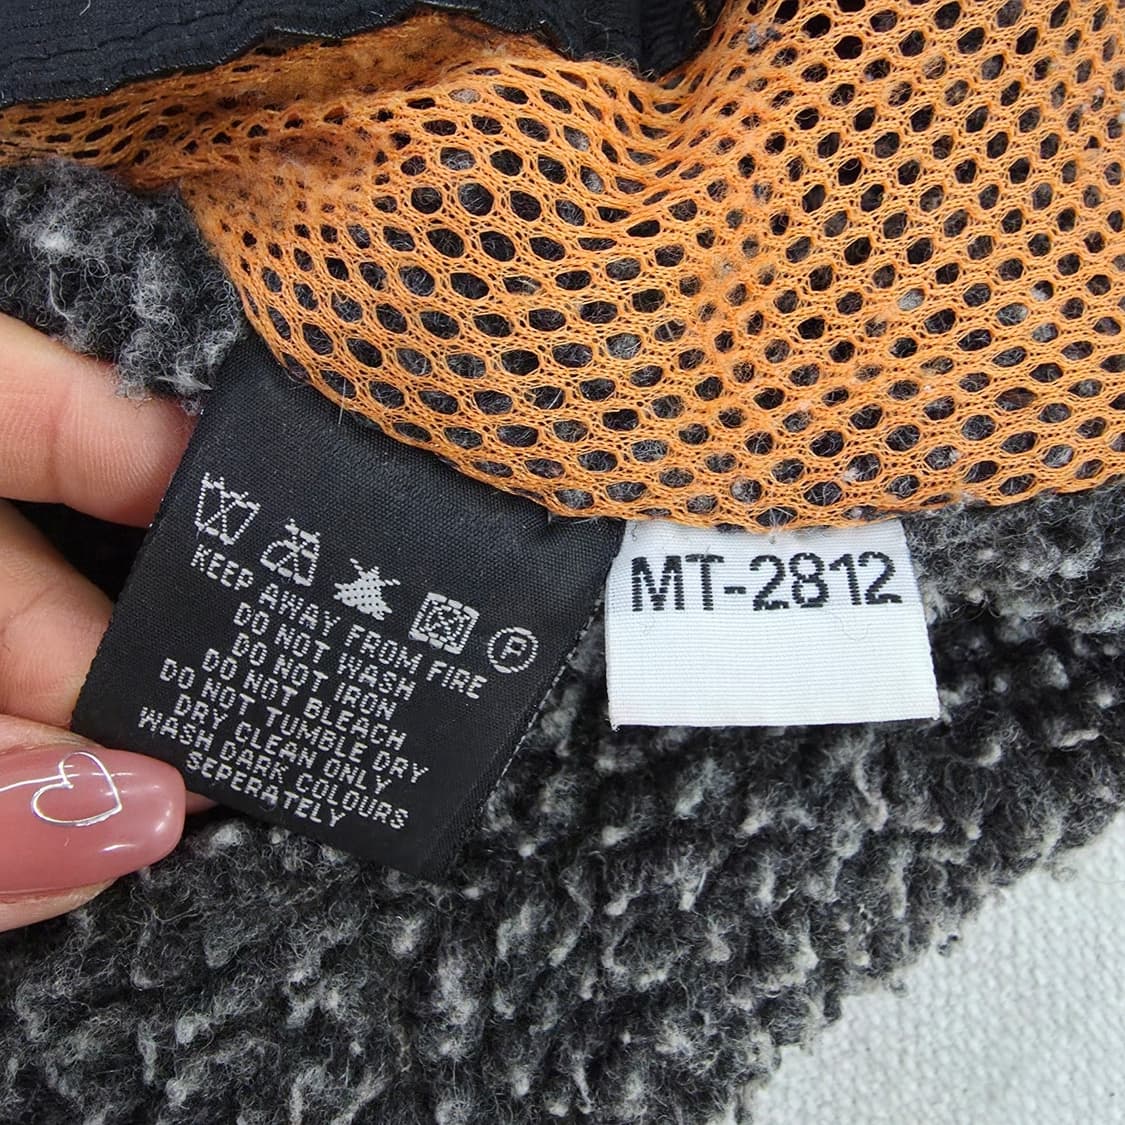 KEEP AWAY FROM FIRE
DO NOT WASH
DO NOT IRON
DO NOT BLEACH
DO NOT TUMBLE DRY
DRY CLEAN ONLY
WASH DARK COLOURS
SEPERATELY
P
MT-2812